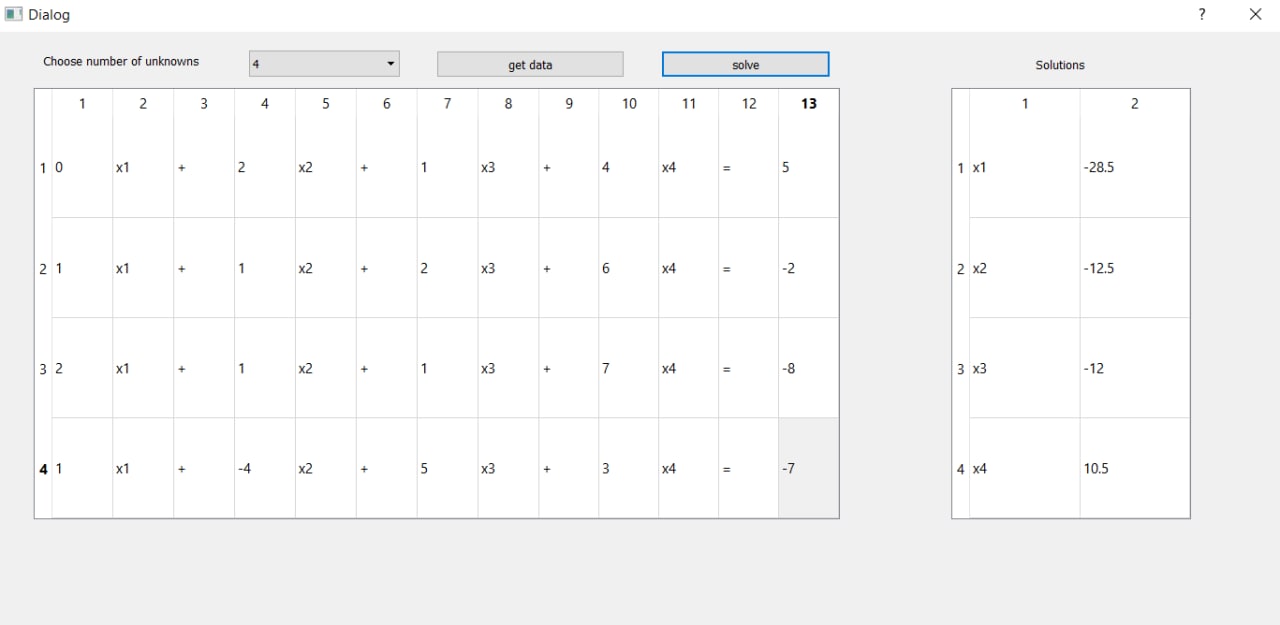 Dialog ?
Choose number of unknowns 4 get data solve Solutions
1 2 3 4 5 6 7 8 9 10 11 12 13 1 2
1 0 x1 + 2 x2 + 1 x3 + 4 x4 = 5 1 x1 -28.5
2 1 x1 + 1 x2 + 2 x3 + 6 x4 = -2 2 x2 -12.5
3 2 x1 + 1 x2 + 1 x3 + 7 x4 = -8 3 x3 -12
4 1 x1 + -4 x2 + 5 x3 + 3 x4 = -7 4 x4 10.5